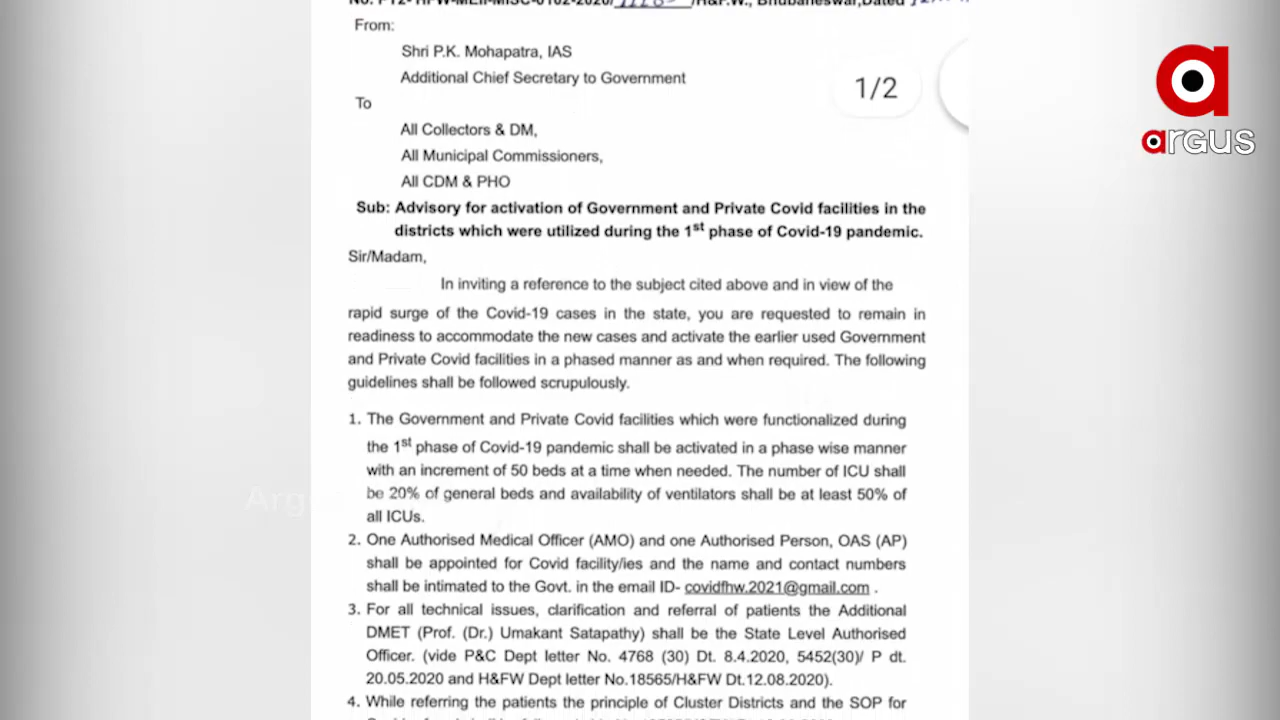 /H&F.W., Bhubaneswar,Dated
From:
Shri P.K. Mohapatra, IAS
Additional Chief Secretary to Government
1/2
To
All Collectors & DM,
All Municipal Commissioners,
All CDM & PHO
argus
Sub: Advisory for activation of Government and Private Covid facilities in the
districts which were utilized during the 1st phase of Covid-19 pandemic.
Sir/Madam,
In inviting a reference to the subject cited above and in view of the
rapid surge of the Covid-19 cases in the state, you are requested to remain in
readiness to accommodate the new cases and activate the earlier used Government
and Private Covid facilities in a phased manner as and when required. The following
guidelines shall be followed scrupulously.
1. The Government and Private Covid facilities which were functionalized during
the 1st phase of Covid-19 pandemic shall be activated in a phase wise manner
with an increment of 50 beds at a time when needed. The number of ICU shall
be 20% of general beds and availability of ventilators shall be at least 50% of
all ICUs.
2. One Authorised Medical Officer (AMO) and one Authorised Person, OAS (AP)
shall be appointed for Covid facility/ies and the name and contact numbers
shall be intimated to the Govt. in the email ID- covidfhw.2021@gmail.com .
3. For all technical issues, clarification and referral of patients the Additional
DMET (Prof. (Dr.) Umakant Satapathy) shall be the State Level Authorised
Officer. (vide P&C Dept letter No. 4768 (30) Dt. 8.4.2020, 5452(30)/ P dt.
20.05.2020 and H&FW Dept letter No.18565/H&FW Dt.12.08.2020).
4. While referring the patients the principle of Cluster Districts and the SOP for